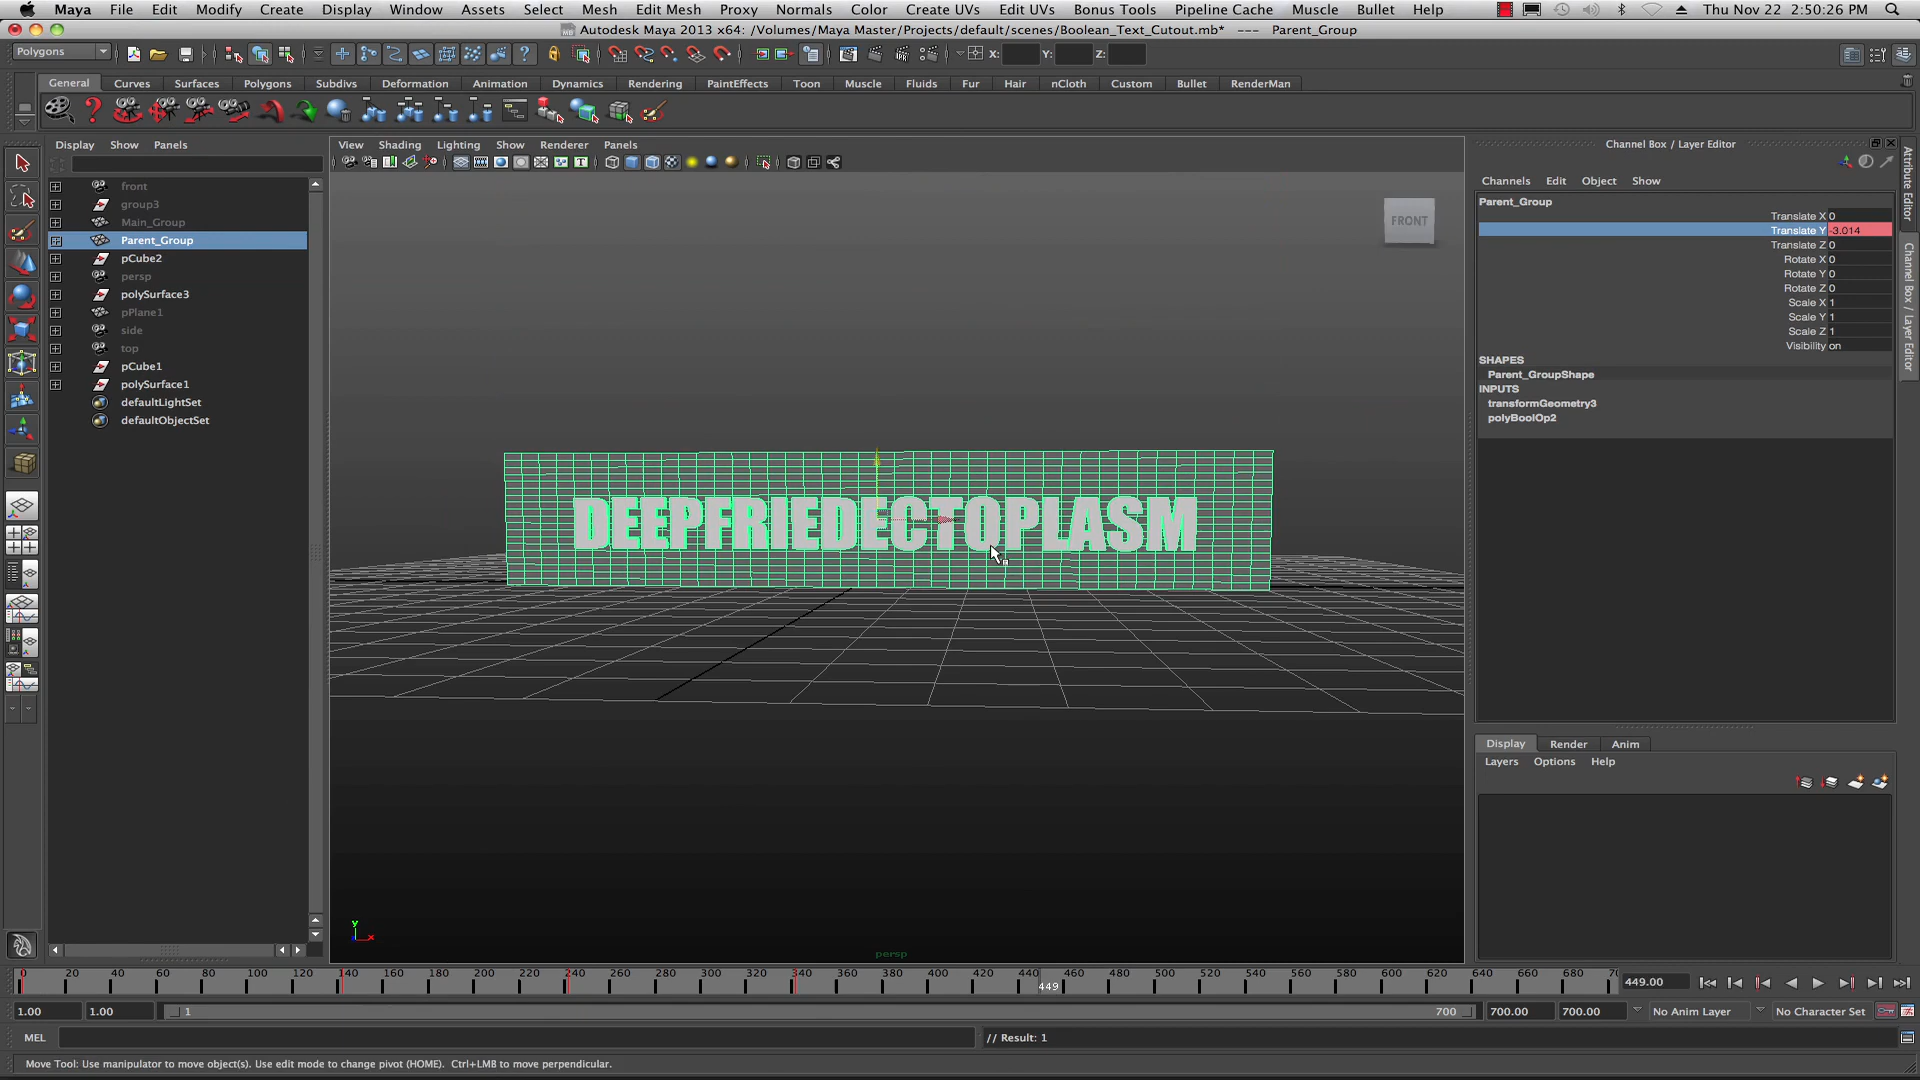 Maya File Edit Modify Create Display Window Assets Select Mesh Edit Mesh Proxy Normals Color Create UVs Edit UVs Bonus Tools Pipeline Cache Muscle Bullet Help Thu Nov 22 2:50:26 PM
Autodesk Maya 2013 x64: /Volumes/Maya Master/Projects/default/scenes/Boolean_Text_Cutout.mb* --- Parent_Group
Polygons X: Y: Z:
General Curves Surfaces Polygons Subdivs Deformation Animation Dynamics Rendering PaintEffects Toon Muscle Fluids Fur Hair nCloth Custom Bullet RenderMan
Display Show Panels
View Shading Lighting Show Renderer Panels
Channel Box / Layer Editor
Channels Edit Object Show
front
group3
Main_Group
Parent_Group
pCube2
persp
polySurface3
pPlane1
side
top
pCube1
polySurface1
defaultLightSet
defaultObjectSet
FRONT
DEEPFRIEDECTOPLASM
y
x
persp
Parent_Group
Translate X 0
Translate Y -3.014
Translate Z 0
Rotate X 0
Rotate Y 0
Rotate Z 0
Scale X 1
Scale Y 1
Scale Z 1
Visibility on
SHAPES
Parent_GroupShape
INPUTS
transformGeometry3
polyBoolOp2
Attribute Editor
Channel Box / Layer Editor
Display Render Anim
Layers Options Help
0 20 40 60 80 100 120 140 160 180 200 220 240 260 280 300 320 340 360 380 400 420 440 460 480 500 520 540 560 580 600 620 640 660 680
449
449.00
1.00 1.00 1 700 700.00 700.00 No Anim Layer No Character Set
MEL // Result: 1
Move Tool: Use manipulator to move object(s). Use edit mode to change pivot (HOME). Ctrl+LMB to move perpendicular.